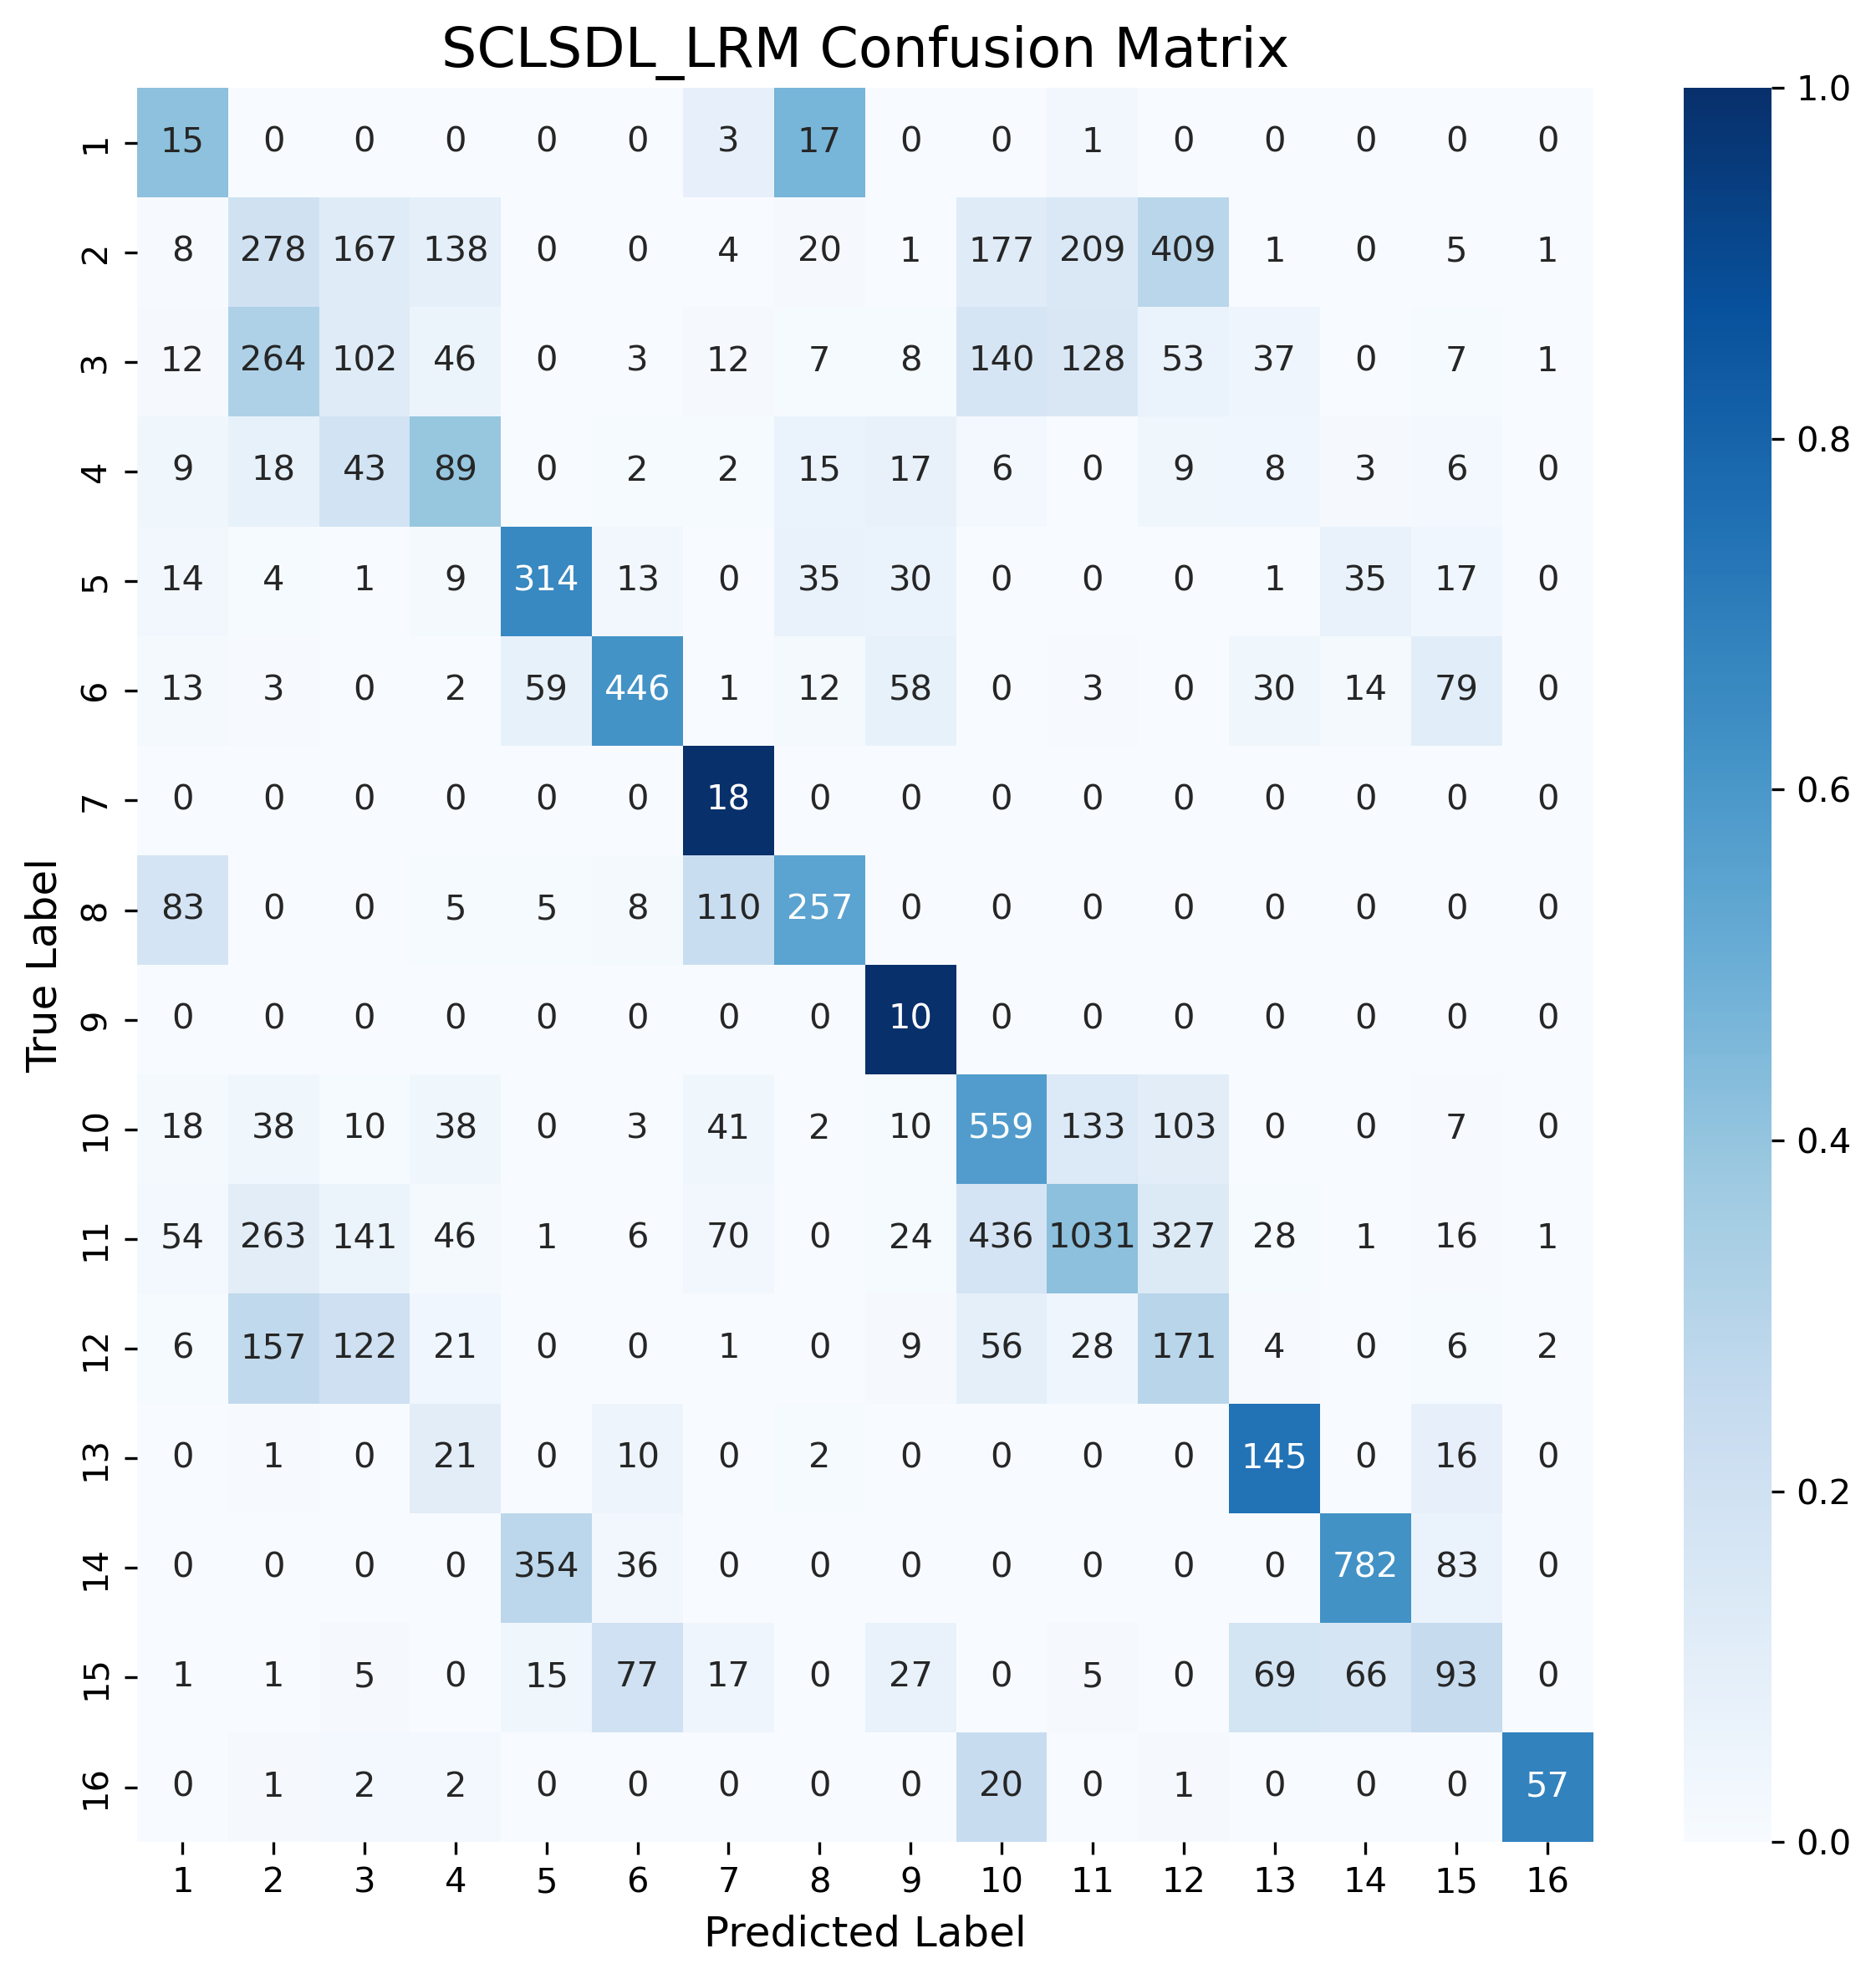 SCLSDL_LRM Confusion Matrix
1 15 0 0 0 0 0 3 17 0 0 1 0 0 0 0 0
2 8 278 167 138 0 0 4 20 1 177 209 409 1 0 5 1
3 12 264 102 46 0 3 12 7 8 140 128 53 37 0 7 1
4 9 18 43 89 0 2 2 15 17 6 0 9 8 3 6 0
5 14 4 1 9 314 13 0 35 30 0 0 0 1 35 17 0
6 13 3 0 2 59 446 1 12 58 0 3 0 30 14 79 0
7 0 0 0 0 0 0 18 0 0 0 0 0 0 0 0 0
8 83 0 0 5 5 8 110 257 0 0 0 0 0 0 0 0
9 0 0 0 0 0 0 0 0 10 0 0 0 0 0 0 0
10 18 38 10 38 0 3 41 2 10 559 133 103 0 0 7 0
11 54 263 141 46 1 6 70 0 24 436 1031 327 28 1 16 1
12 6 157 122 21 0 0 1 0 9 56 28 171 4 0 6 2
13 0 1 0 21 0 10 0 2 0 0 0 0 145 0 16 0
14 0 0 0 0 354 36 0 0 0 0 0 0 0 782 83 0
15 1 1 5 0 15 77 17 0 27 0 5 0 69 66 93 0
16 0 1 2 2 0 0 0 0 0 20 0 1 0 0 0 57
1 2 3 4 5 6 7 8 9 10 11 12 13 14 15 16
Predicted Label
True Label
1.0
0.8
0.6
0.4
0.2
0.0